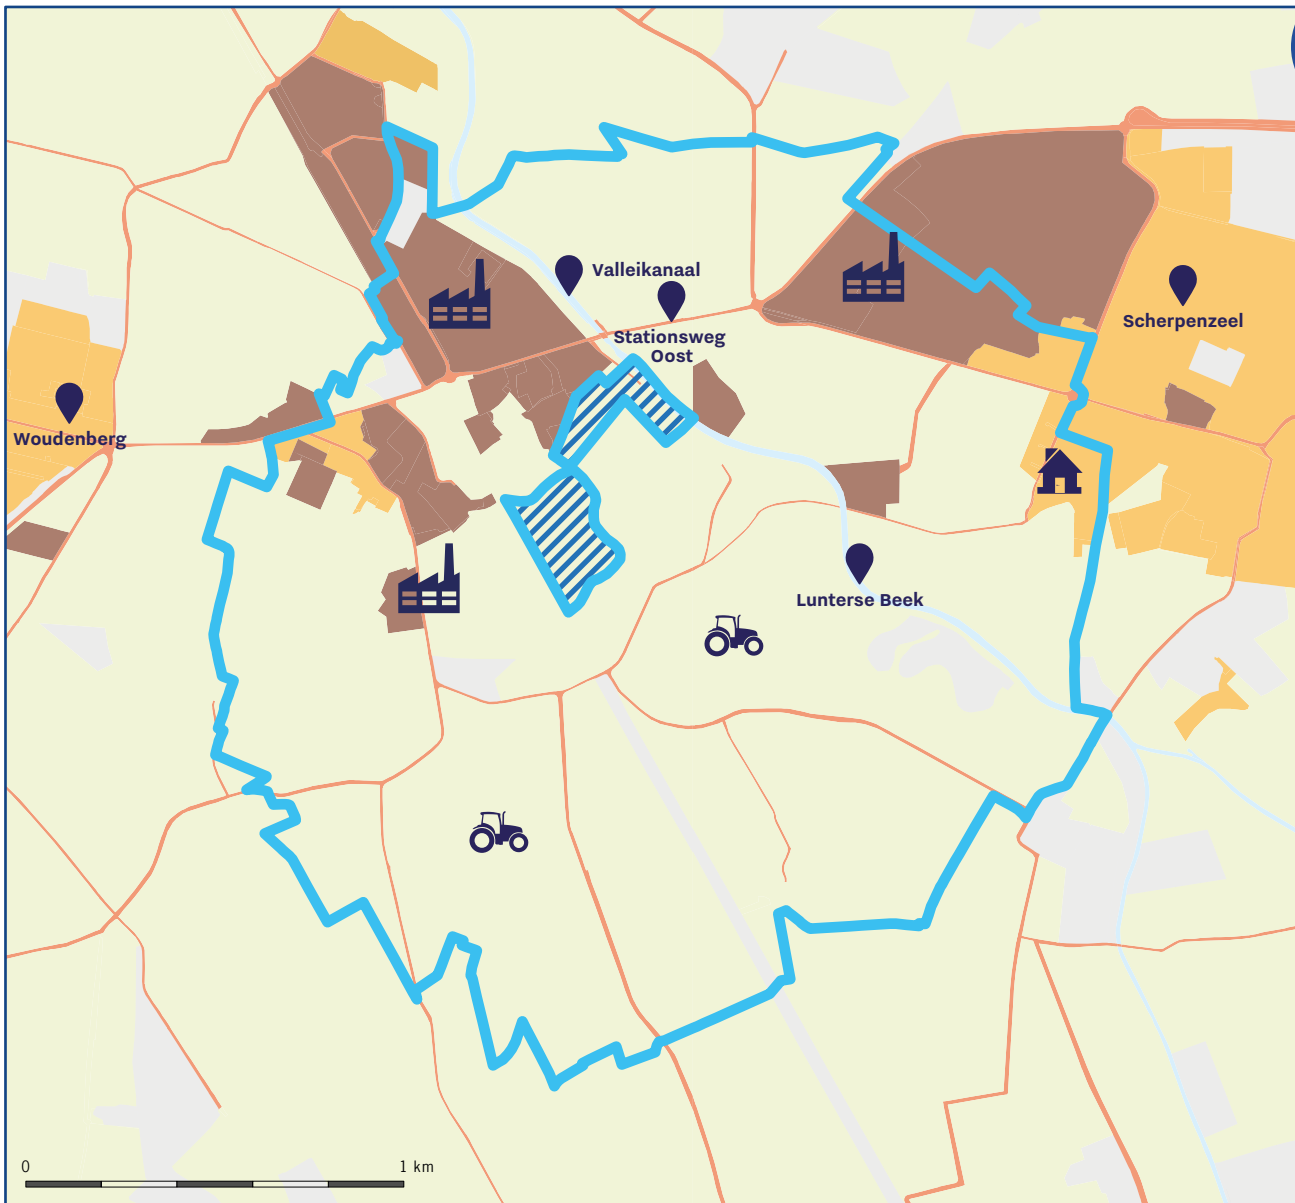 Valleikanaal
Stationsweg
Oost
Scherpenzeel
Woudenberg
Lunterse Beek
0
1 km